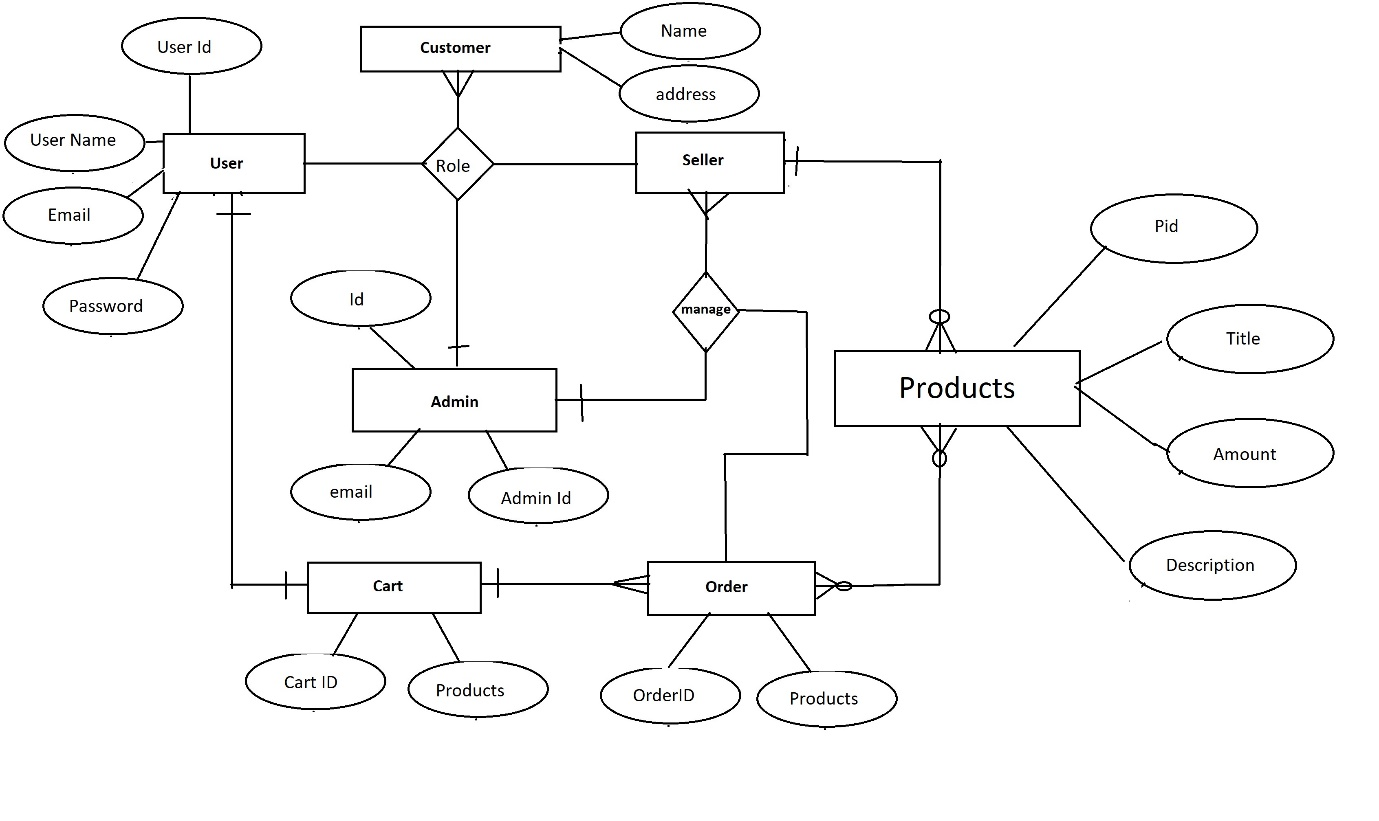 Name
User Id
Customer
address
User Name
User
Role
Seller
Email
Pid
Password
Id
manage
Title
Products
Admin
Amount
email
Admin Id
Description
Cart
Order
Cart ID
Products
OrderID
Products